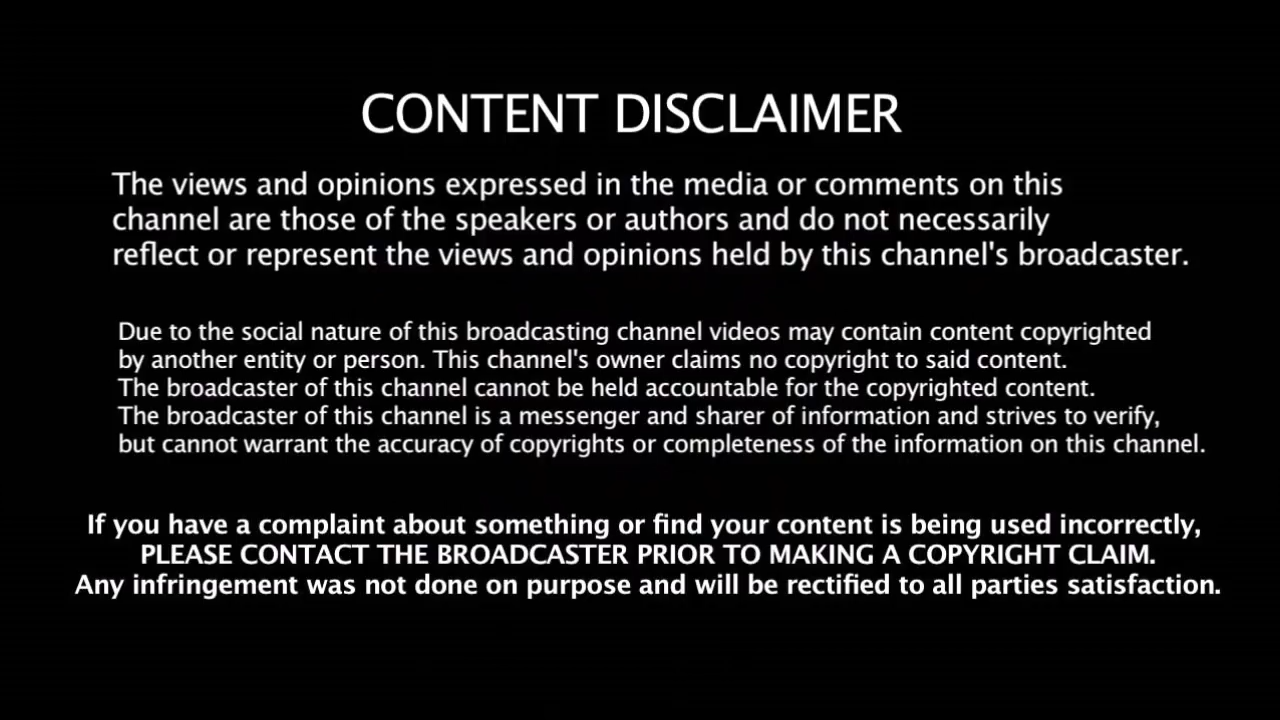 CONTENT DISCLAIMER
The views and opinions expressed in the media or comments on this
channel are those of the speakers or authors and do not necessarily
reflect or represent the views and opinions held by this channel's broadcaster.
Due to the social nature of this broadcasting channel videos may contain content copyrighted
by another entity or person. This channel's owner claims no copyright to said content.
The broadcaster of this channel cannot be held accountable for the copyrighted content.
The broadcaster of this channel is a messenger and sharer of information and strives to verify,
but cannot warrant the accuracy of copyrights or completeness of the information on this channel.
If you have a complaint about something or find your content is being used incorrectly,
PLEASE CONTACT THE BROADCASTER PRIOR TO MAKING A COPYRIGHT CLAIM.
Any infringement was not done on purpose and will be rectified to all parties satisfaction.